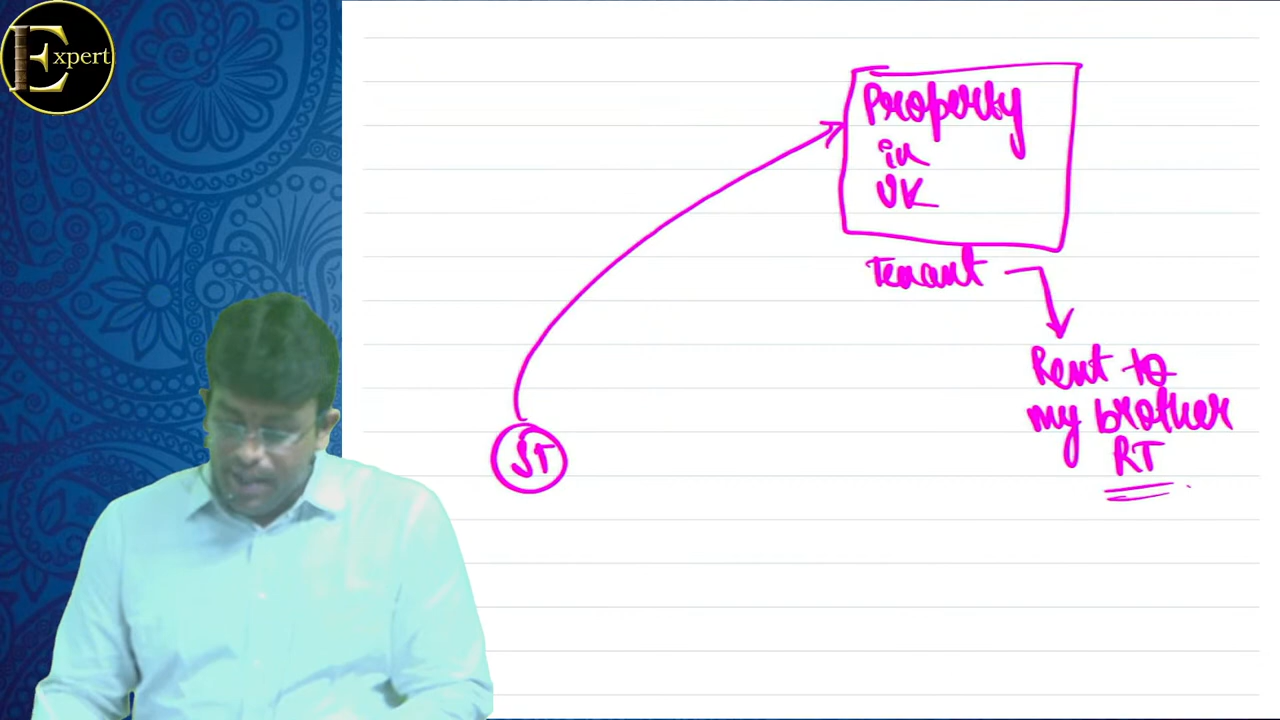 Expert
Property
in
UK
Tenant
Rent to
my brother
RT
ST